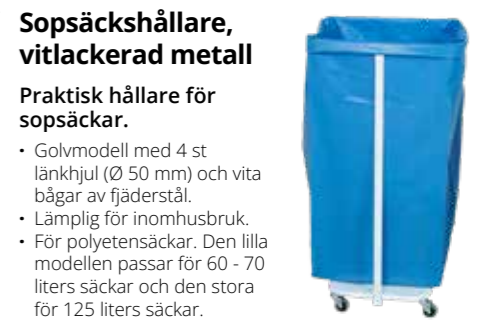 Sopsäckshållare,
vitlackerad metall
Praktisk hållare för
sopsäckar.
• Golvmodell med 4 st
länkhjul (Ø 50 mm) och vita
bågar av fjäderstål.
• Lämplig för inomhusbruk.
• För polyetensäckar. Den lilla
modellen passar för 60 - 70
liters säckar och den stora
för 125 liters säckar.